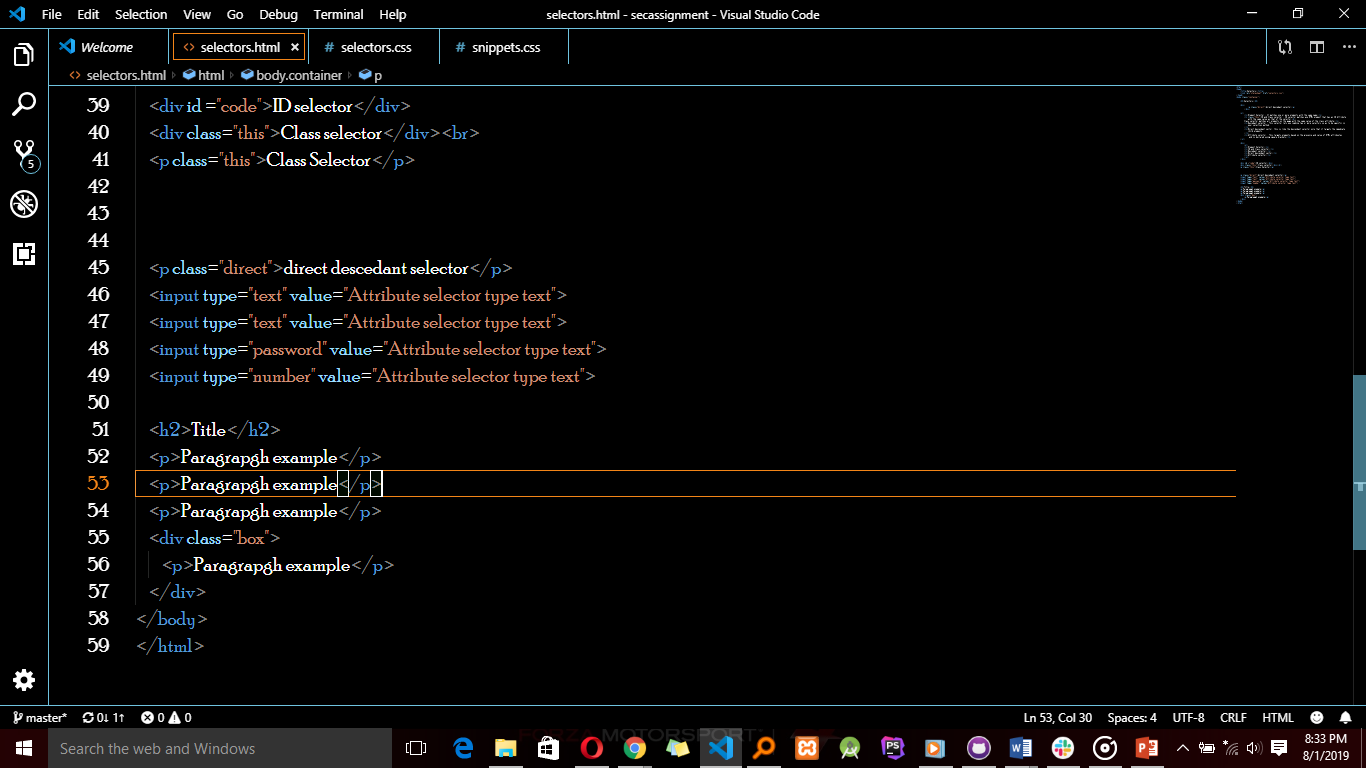 File Edit Selection View Go Debug Terminal Help selectors.html - secassignment - Visual Studio Code
Welcome <> selectors.html × # selectors.css # snippets.css
<> selectors.html › html › body.container › p
39 <div id ="code">ID selector</div>
40 <div class="this">Class selector</div><br>
41 <p class="this">Class Selector</p>
42
43
44
45 <p class="direct">direct descedant selector</p>
46 <input type="text" value="Attribute selector type text">
47 <input type="text" value="Attribute selector type text">
48 <input type="password" value="Attribute selector type text">
49 <input type="number" value="Attribute selector type text">
50
51 <h2>Title</h2>
52 <p>Paragrapgh example</p>
53 <p>Paragrapgh example</p>
54 <p>Paragrapgh example</p>
55 <div class="box">
56 <p>Paragrapgh example</p>
57 </div>
58 </body>
59 </html>
5
master* 0↓ 1↑ 0 0 Ln 53, Col 30 Spaces: 4 UTF-8 CRLF HTML
Search the web and Windows MOTORSPORT PS 8:33 PM
8/1/2019